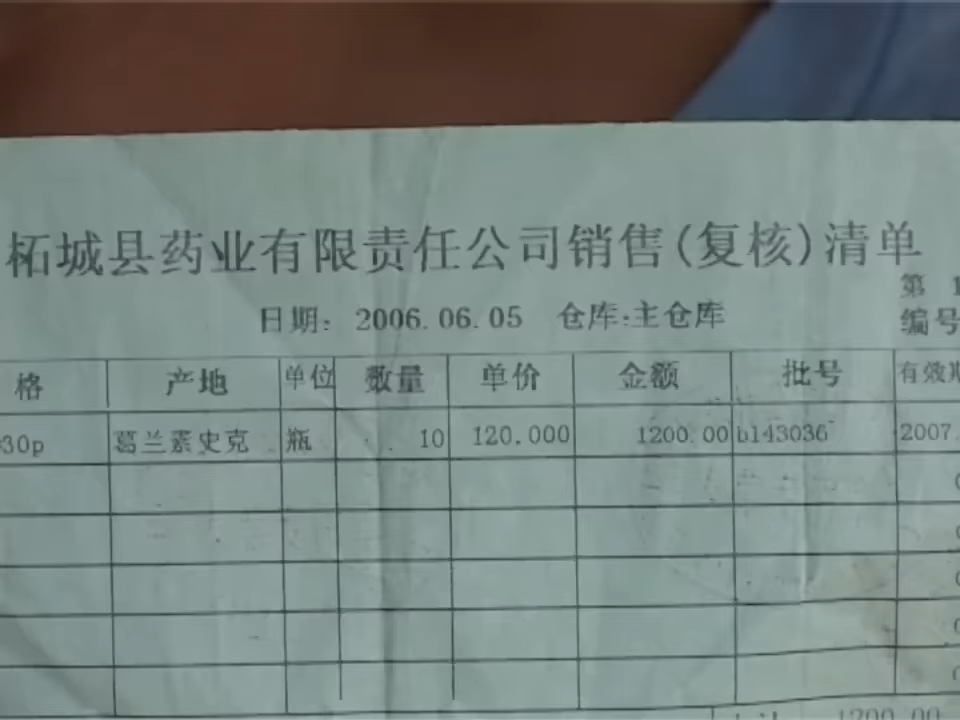 柘城县药业有限责任公司销售(复核)清单
第 1
日期: 2006.06.05 仓库:主仓库 编号
格 产地 单位 数量 单价 金额 批号 有效期
30p 葛兰素史克 瓶 10 120.000 1200.00 b143036 2007.
1200.00